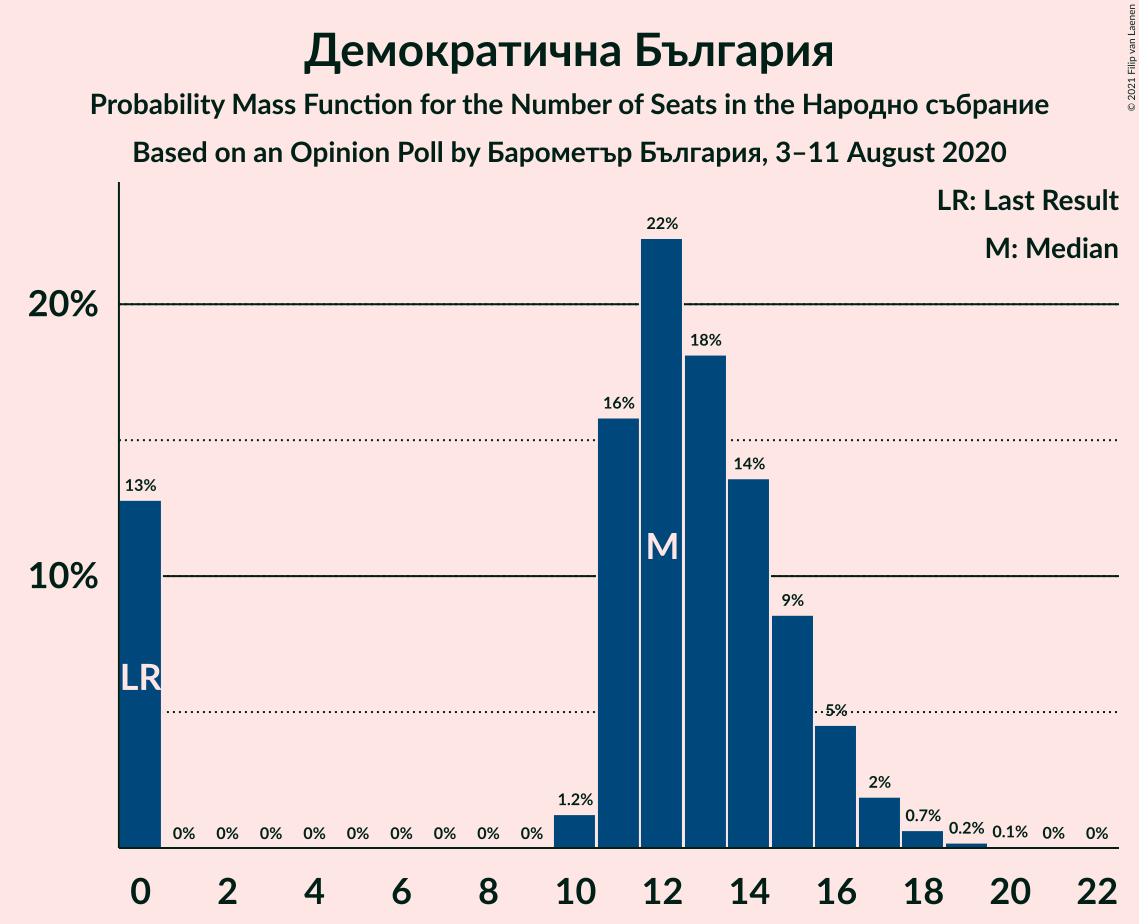 Демократична България
Probability Mass Function for the Number of Seats in the Народно събрание
Based on an Opinion Poll by Барометър България, 3–11 August 2020
© 2021 Filip van Laenen
LR: Last Result
M: Median
20%
10%
13%
0%
0%
0%
0%
0%
0%
0%
0%
0%
1.2%
16%
22%
18%
14%
9%
5%
2%
0.7%
0.2%
0.1%
0%
0%
LR
M
0 2 4 6 8 10 12 14 16 18 20 22